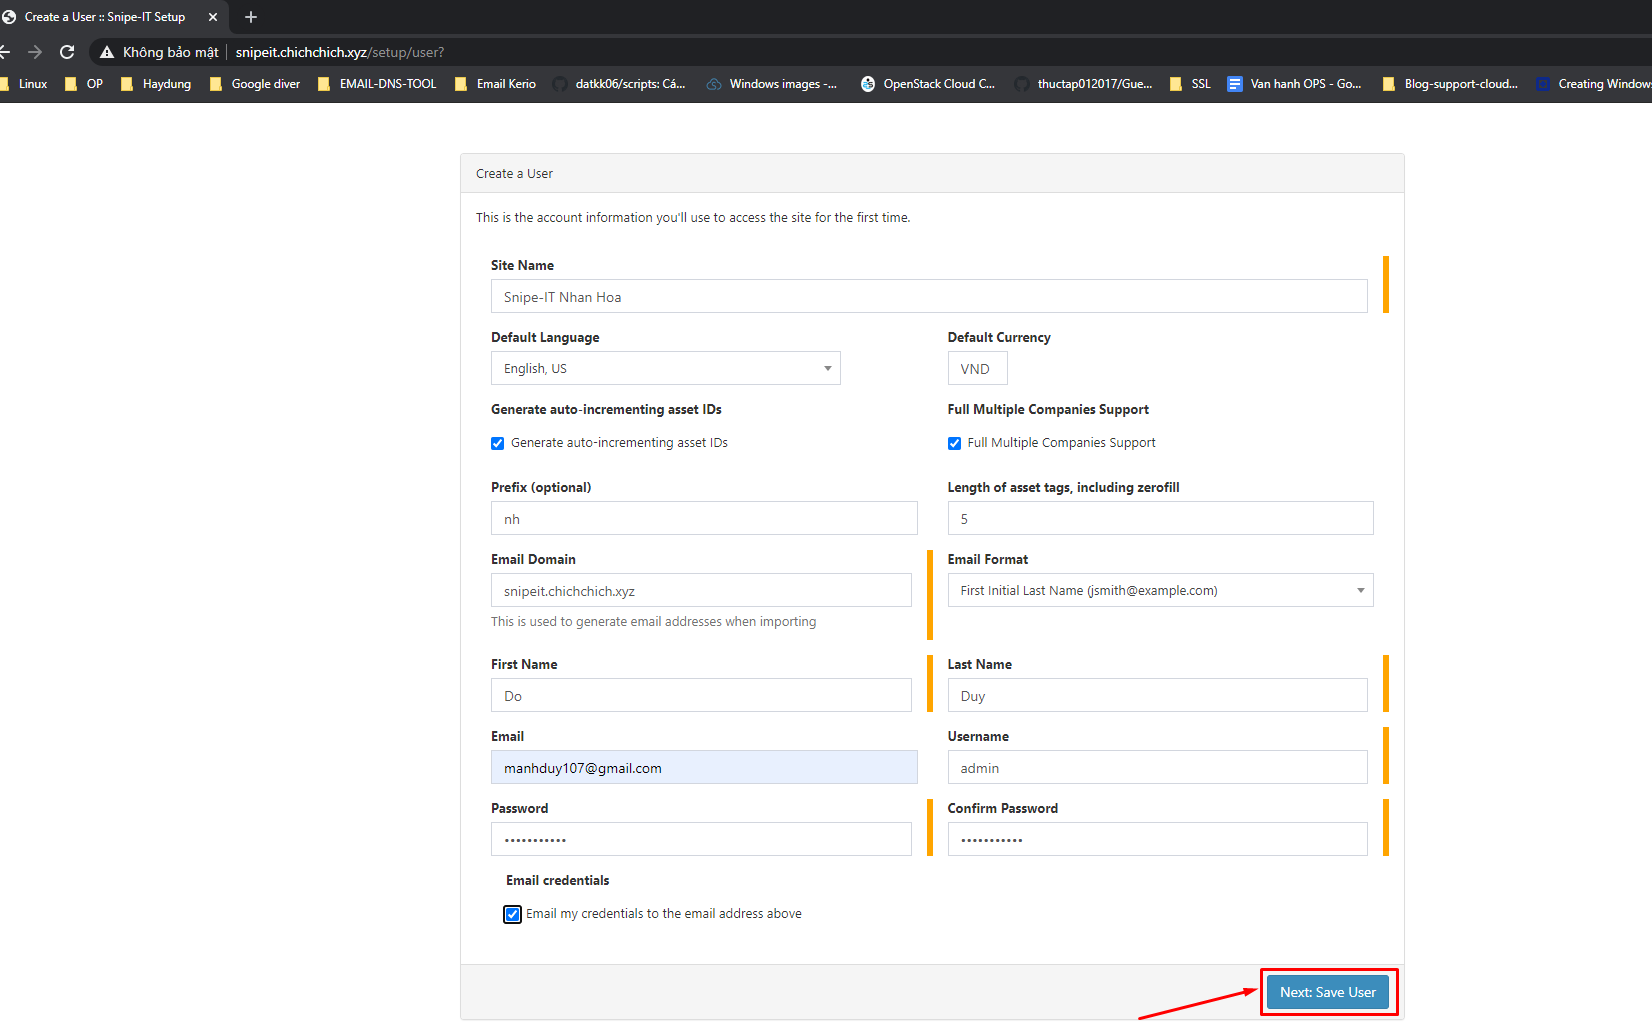 Create a User :: Snipe-IT Setup
Không bảo mật snipeit.chichchich.xyz/setup/user?
Linux OP Haydung Google diver EMAIL-DNS-TOOL Email Kerio datkk06/scripts: Cá... Windows images -... OpenStack Cloud C... thuctap012017/Gue... SSL Van hanh OPS - Go... Blog-support-cloud... Creating Window
Create a User
This is the account information you'll use to access the site for the first time.
Site Name
Snipe-IT Nhan Hoa
Default Language Default Currency
English, US VND
Generate auto-incrementing asset IDs Full Multiple Companies Support
Generate auto-incrementing asset IDs Full Multiple Companies Support
Prefix (optional) Length of asset tags, including zerofill
nh 5
Email Domain Email Format
snipeit.chichchich.xyz First Initial Last Name (jsmith@example.com)
This is used to generate email addresses when importing
First Name Last Name
Do Duy
Email Username
manhduy107@gmail.com admin
Password Confirm Password
••••••••••• •••••••••••
Email credentials
Email my credentials to the email address above
Next: Save User